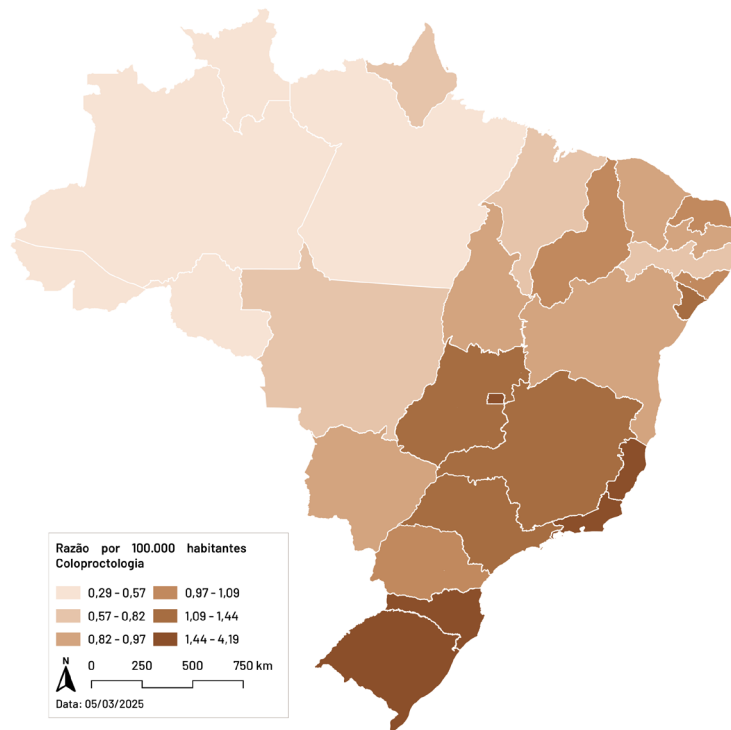 Razão por 100.000 habitantes
Coloproctologia
0,29 - 0,57 0,97 - 1,09
0,57 - 0,82 1,09 - 1,44
0,82 - 0,97 1,44 - 4,19
N
0 250 500 750 km
Data: 05/03/2025